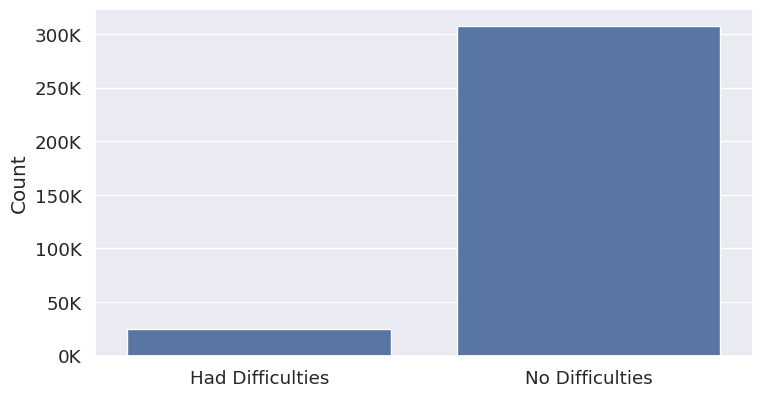 Count
300K
250K
200K
150K
100K
50K
0K
Had Difficulties
No Difficulties